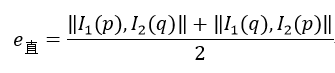 e直 = (‖I₁(p), I₂(q)‖ + ‖I₁(q), I₂(p)‖) / 2